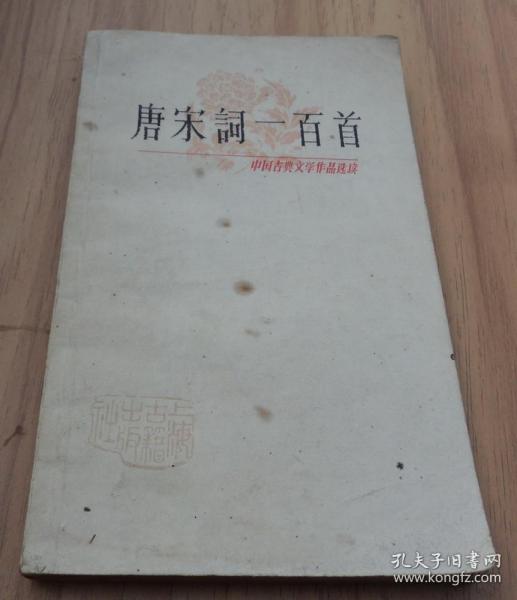 唐宋詞一百首
中国古典文学作品选读
上海古籍出版社
孔夫子旧书网
www.kongfz.com